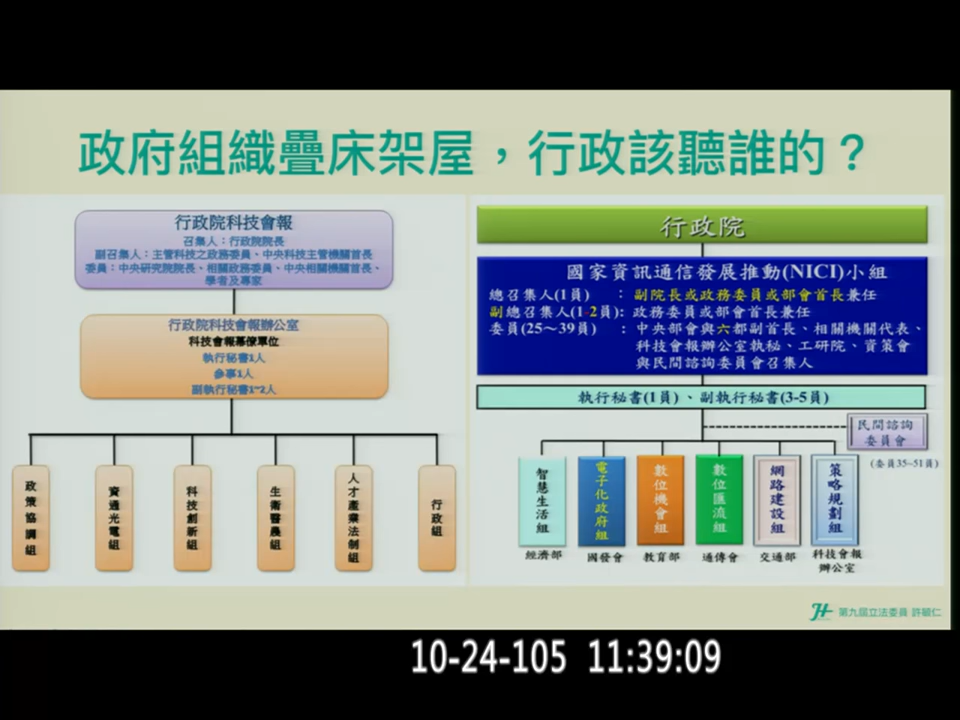 政府組織疊床架屋，行政該聽誰的？
行政院科技會報
召集人：行政院院長
副召集人：主管科技之政務委員、中央科技主管機關首長
委員：中央研究院院長、相關政務委員、中央相關機關首長、
學者及專家
行政院科技會報辦公室
科技會報幕僚單位
執行秘書1人
參事1人
副執行秘書1~2人
政策協調組
資通光電組
科技創新組
生衛醫農組
人才產業法制組
行政組
行政院
國家資訊通信發展推動(NICI)小組
總召集人(1員)　：副院長或政務委員或部會首長兼任
副總召集人(1-2員)：政務委員或部會首長兼任
委員(25～39員)　：中央部會與六都副首長、相關機關代表、
科技會報辦公室執秘、工研院、資策會
與民間諮詢委員會召集人
執行秘書(1員)、副執行秘書(3-5員)
民間諮詢
委員會
(委員35~51員)
智慧生活組
電子化政府組
數位機會組
數位匯流組
網路建設組
策略規劃組
經濟部
國發會
教育部
通傳會
交通部
科技會報
辦公室
第九屆立法委員 許毓仁
10-24-105 11:39:09